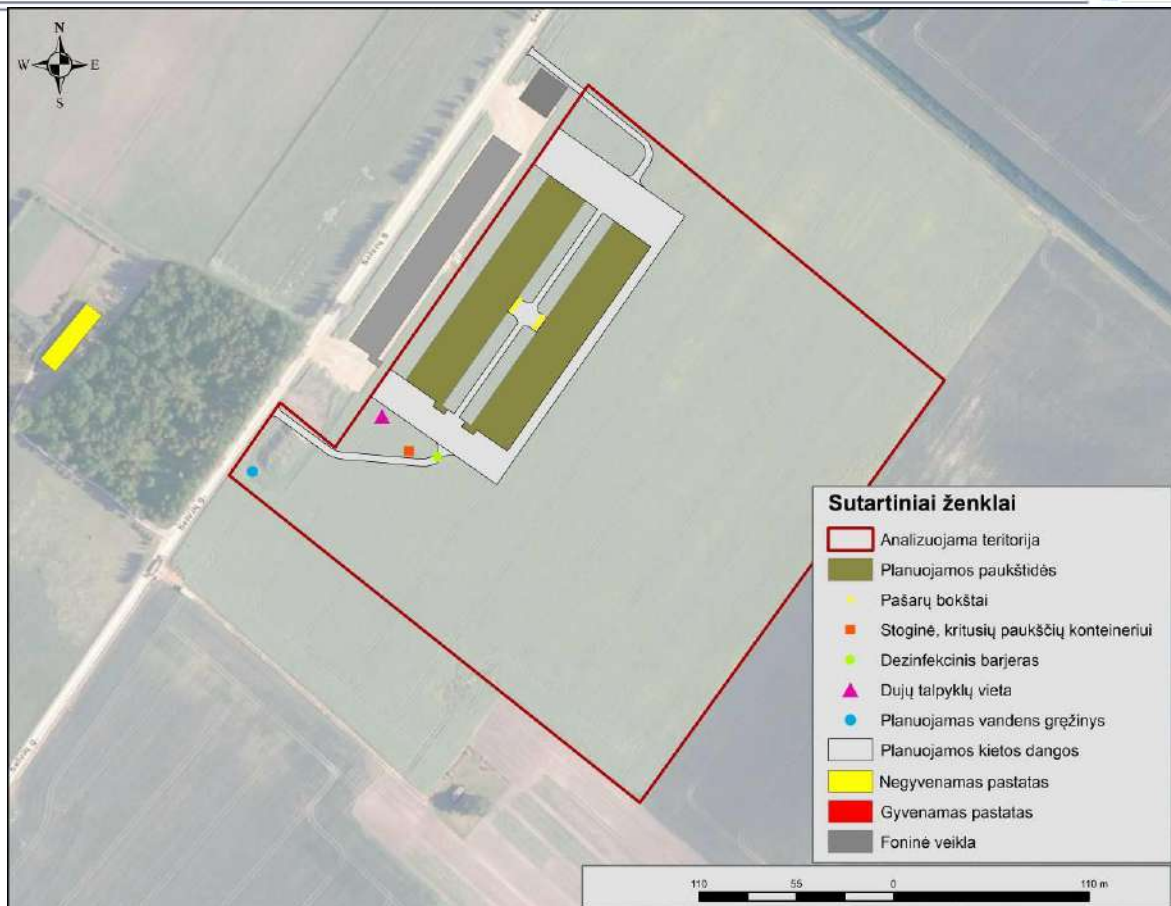 N
W E
S
Sutartiniai ženklai
Analizuojama teritorija
Planuojamos paukštidės
Pašarų bokštai
Stoginė, kritusių paukščių konteineriui
Dezinfekcinis barjeras
Dujų talpyklų vieta
Planuojamas vandens gręžinys
Planuojamos kietos dangos
Negyvenamas pastatas
Gyvenamas pastatas
Foninė veikla
110 55 0 110 m